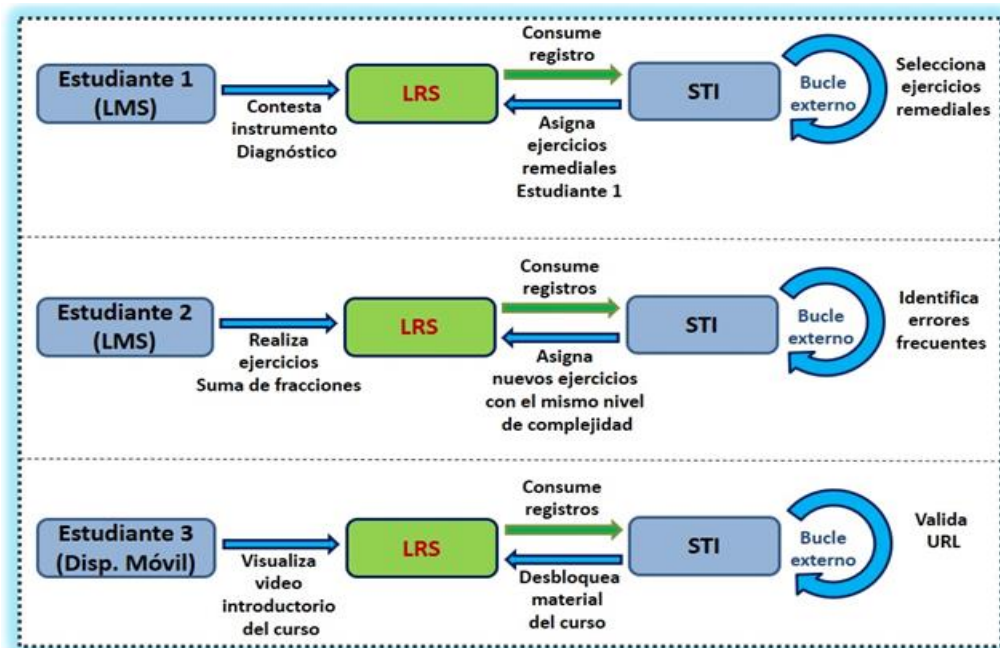 Estudiante 1
(LMS)
Contesta
instrumento
Diagnóstico
LRS
Consume
registro
Asigna
ejercicios
remediales
Estudiante 1
STI
Bucle
externo
Selecciona
ejercicios
remediales
Estudiante 2
(LMS)
Realiza
ejercicios
Suma de fracciones
LRS
Consume
registros
Asigna
nuevos ejercicios
con el mismo nivel
de complejidad
STI
Bucle
externo
Identifica
errores
frecuentes
Estudiante 3
(Disp. Móvil)
Visualiza
video
introductorio
del curso
LRS
Consume
registros
Desbloquea
material
del curso
STI
Bucle
externo
Valida
URL